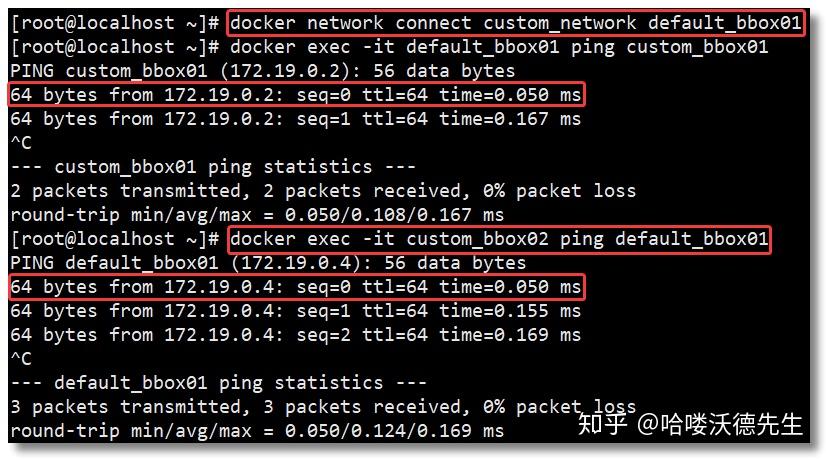 [root@localhost ~]# docker network connect custom_network default_bbox01
[root@localhost ~]# docker exec -it default_bbox01 ping custom_bbox01
PING custom_bbox01 (172.19.0.2): 56 data bytes
64 bytes from 172.19.0.2: seq=0 ttl=64 time=0.050 ms
64 bytes from 172.19.0.2: seq=1 ttl=64 time=0.167 ms
^C
--- custom_bbox01 ping statistics ---
2 packets transmitted, 2 packets received, 0% packet loss
round-trip min/avg/max = 0.050/0.108/0.167 ms
[root@localhost ~]# docker exec -it custom_bbox02 ping default_bbox01
PING default_bbox01 (172.19.0.4): 56 data bytes
64 bytes from 172.19.0.4: seq=0 ttl=64 time=0.050 ms
64 bytes from 172.19.0.4: seq=1 ttl=64 time=0.155 ms
64 bytes from 172.19.0.4: seq=2 ttl=64 time=0.169 ms
^C
--- default_bbox01 ping statistics ---
3 packets transmitted, 3 packets received, 0% packet loss
round-trip min/avg/max = 0.050/0.124/0.169 ms
知乎 @哈喽沃德先生